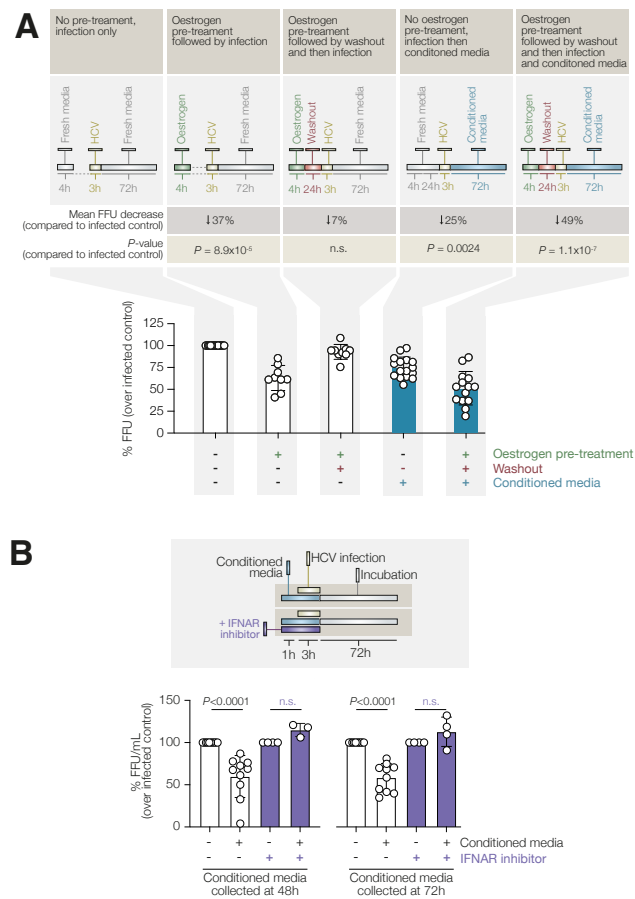 A
No pre-treament,
infection only
Oestrogen
pre-treament
followed by infection
Oestrogen
pre-treament
followed by washout
and then infection
No oestrogen
pre-treament,
infection then
conditoned media
Oestrogen
pre-treament
followed by washout
and then infection
and conditoned media
Fresh media
HCV
Fresh media
4h
3h
72h
Oestrogen
HCV
Fresh media
4h
3h
72h
Oestrogen
Washout
HCV
Fresh media
4h 24h 3h
72h
Fresh media
HCV
Conditioned
media
4h 24h 3h
72h
Oestrogen
Washout
HCV
Conditioned
media
4h 24h 3h
72h
Mean FFU decrease
(compared to infected control)
↓37%
↓7%
↓25%
↓49%
P-value
(compared to infected control)
P = 8.9x10-5
n.s.
P = 0.0024
P = 1.1x10-7
% FFU (over infected control)
125
100
75
50
25
0
- + + - + Oestrogen pre-treatment
- - + - + Washout
- - - + + Conditioned media
B
Conditioned
media
HCV infection
Incubation
+ IFNAR
inhibitor
1h 3h 72h
% FFU/mL
(over infected control)
150
100
50
0
P<0.0001
n.s.
P<0.0001
n.s.
- + - + - + - + Conditioned media
- - + + - - + + IFNAR inhibitor
Conditioned media
collected at 48h
Conditioned media
collected at 72h